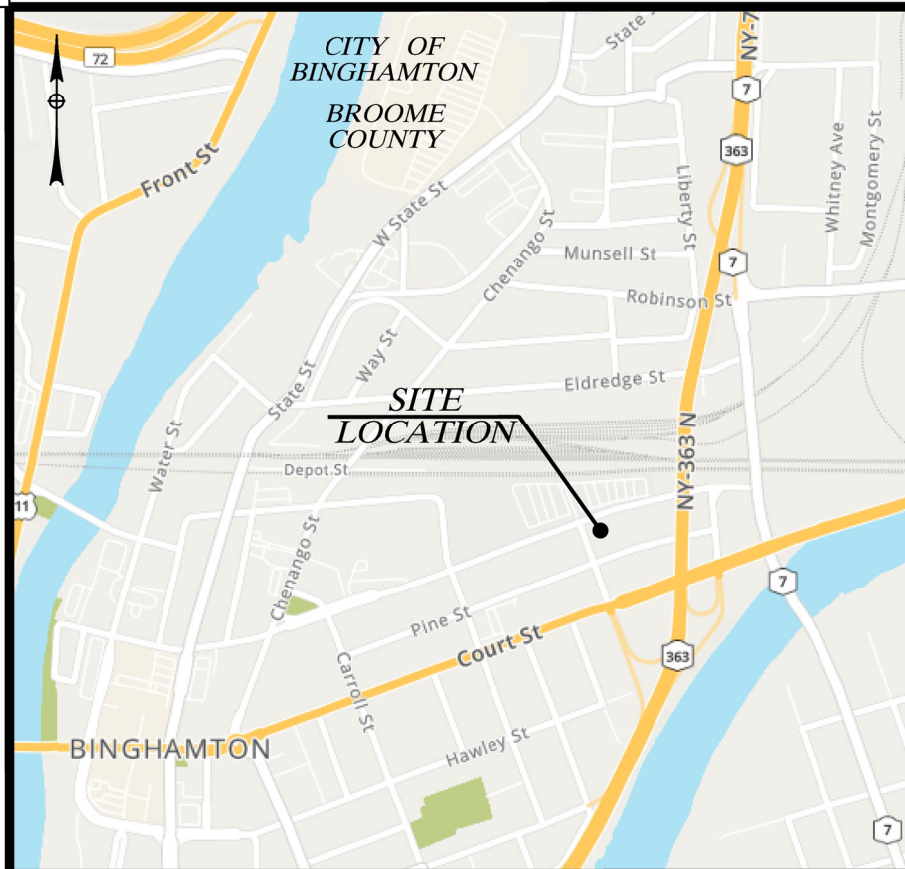 CITY OF
BINGHAMTON
BROOME
COUNTY
State S
NY-7
72
7
Front St
363
Whitney Ave
Montgomery St
Liberty St
W State St
Chenango St
Munsell St
7
Robinson St
Way St
Eldredge St
State St
SITE
LOCATION
NY-363 N
Water St
Depot St
11
Chenango St
7
Pine St
Court St
363
Carroll St
Hawley St
BINGHAMTON
7